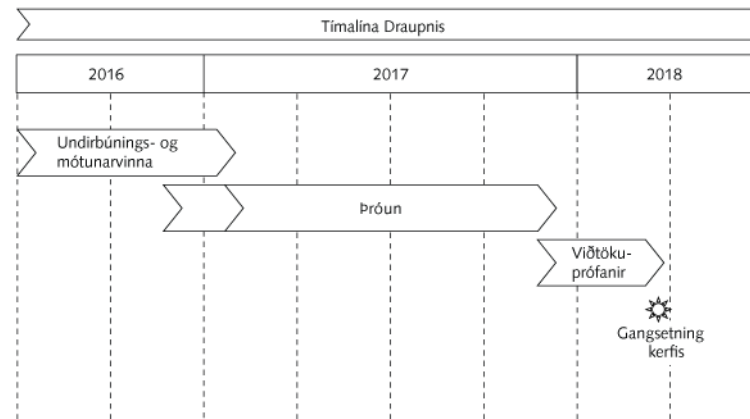 Tímalína Draupnis
2016
2017
2018
Undirbúnings- og
mótunarvinna
Þróun
Viðtöku-
prófanir
Gangsetning
kerfis